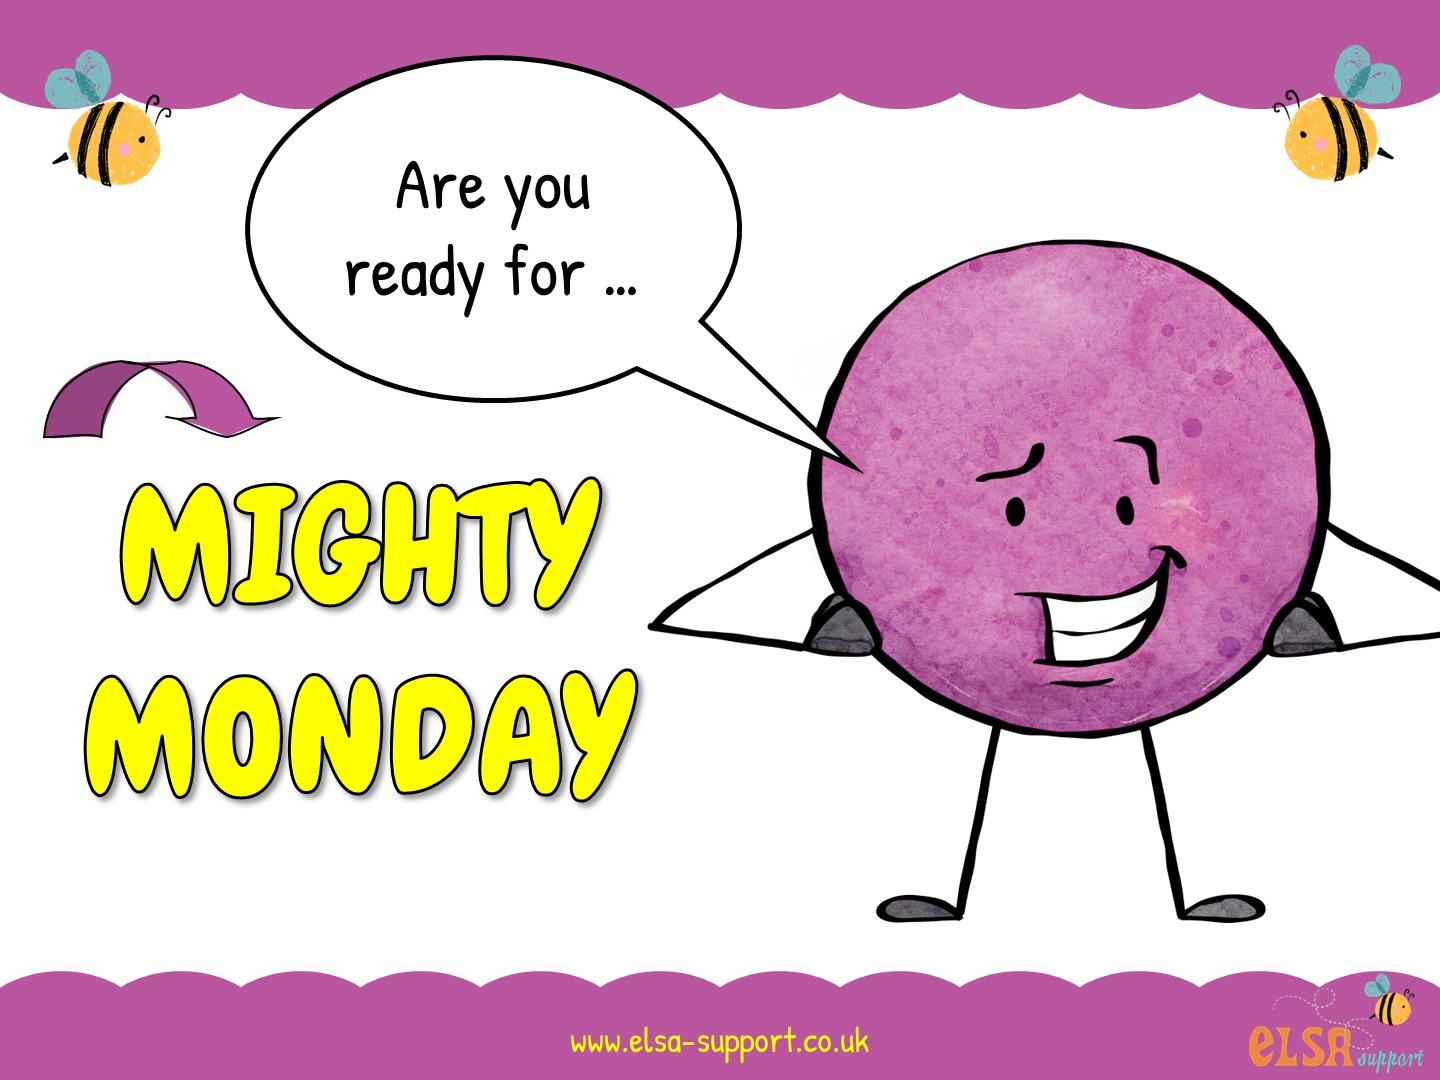 Are you
ready for ...
MIGHTY
MONDAY
www.elsa-support.co.uk
ELSA
support